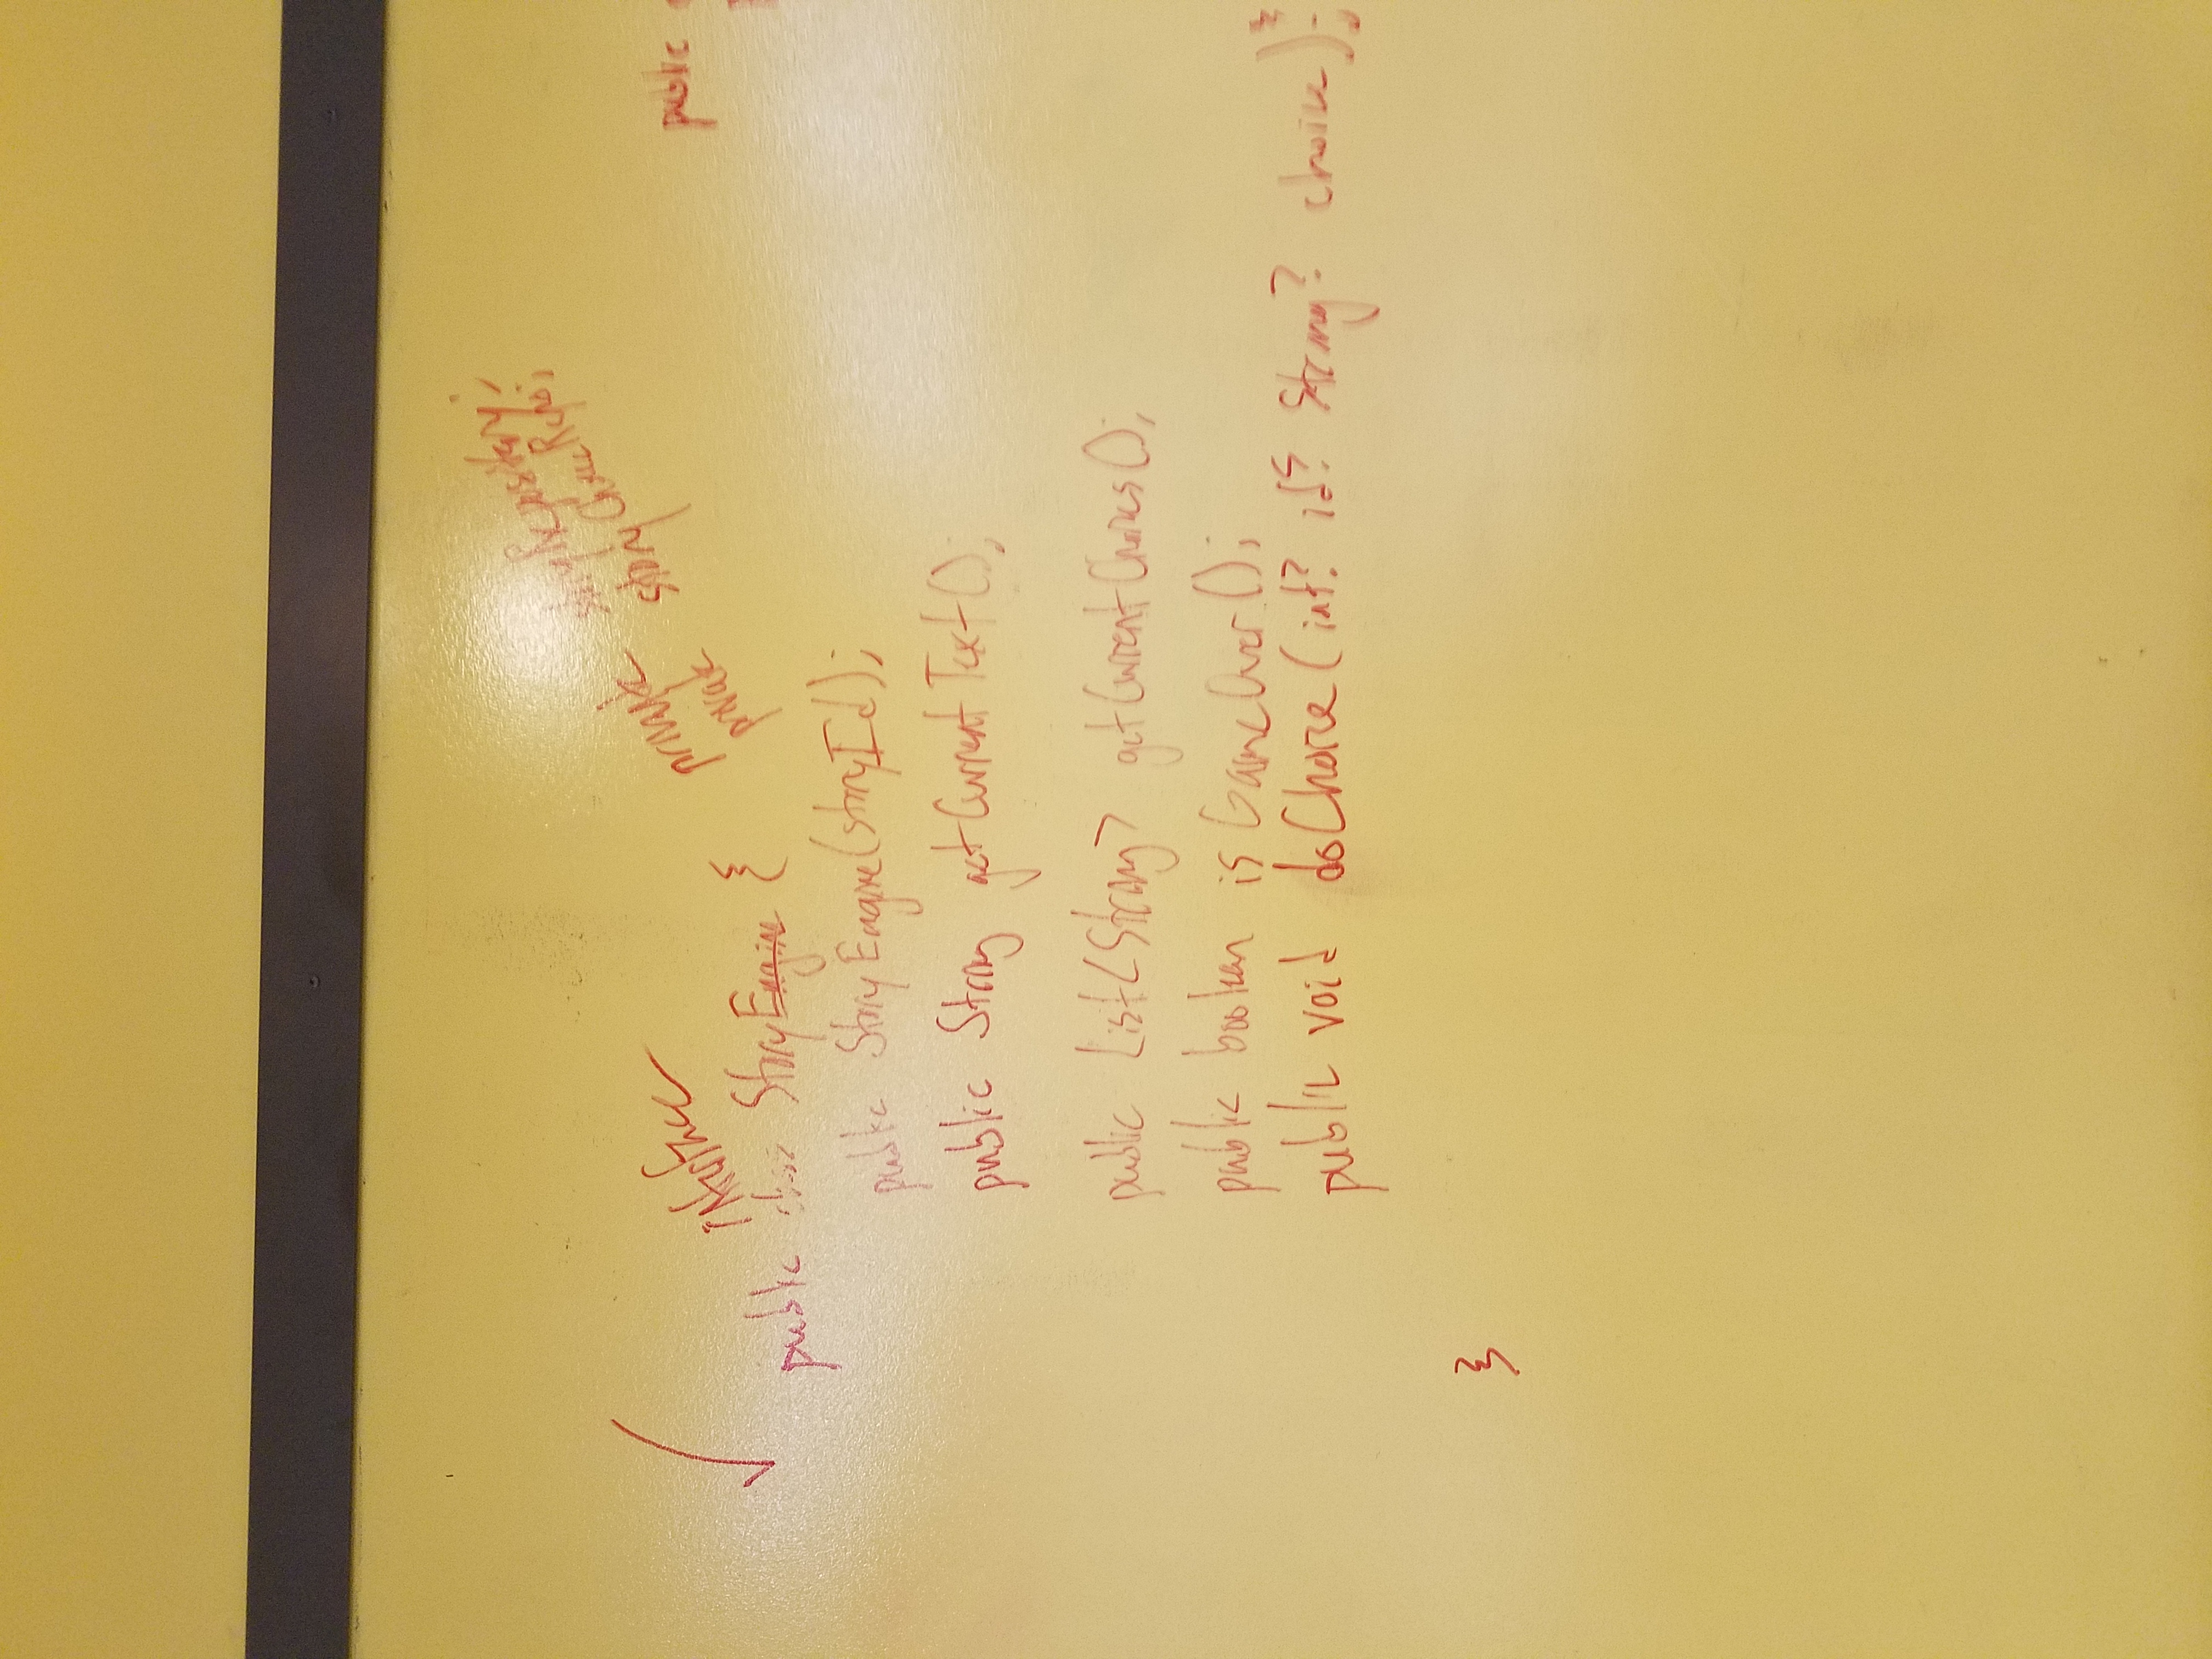 private storyRepository;
private storyChoiceRepo;
interface
public class StoryEngine {
public StoryEngine(storyId);
public String getCurrentText();
public List<String> getCurrentChoices();
public boolean isGameOver();
public void doChoice(int? id? String? choice);
}
public